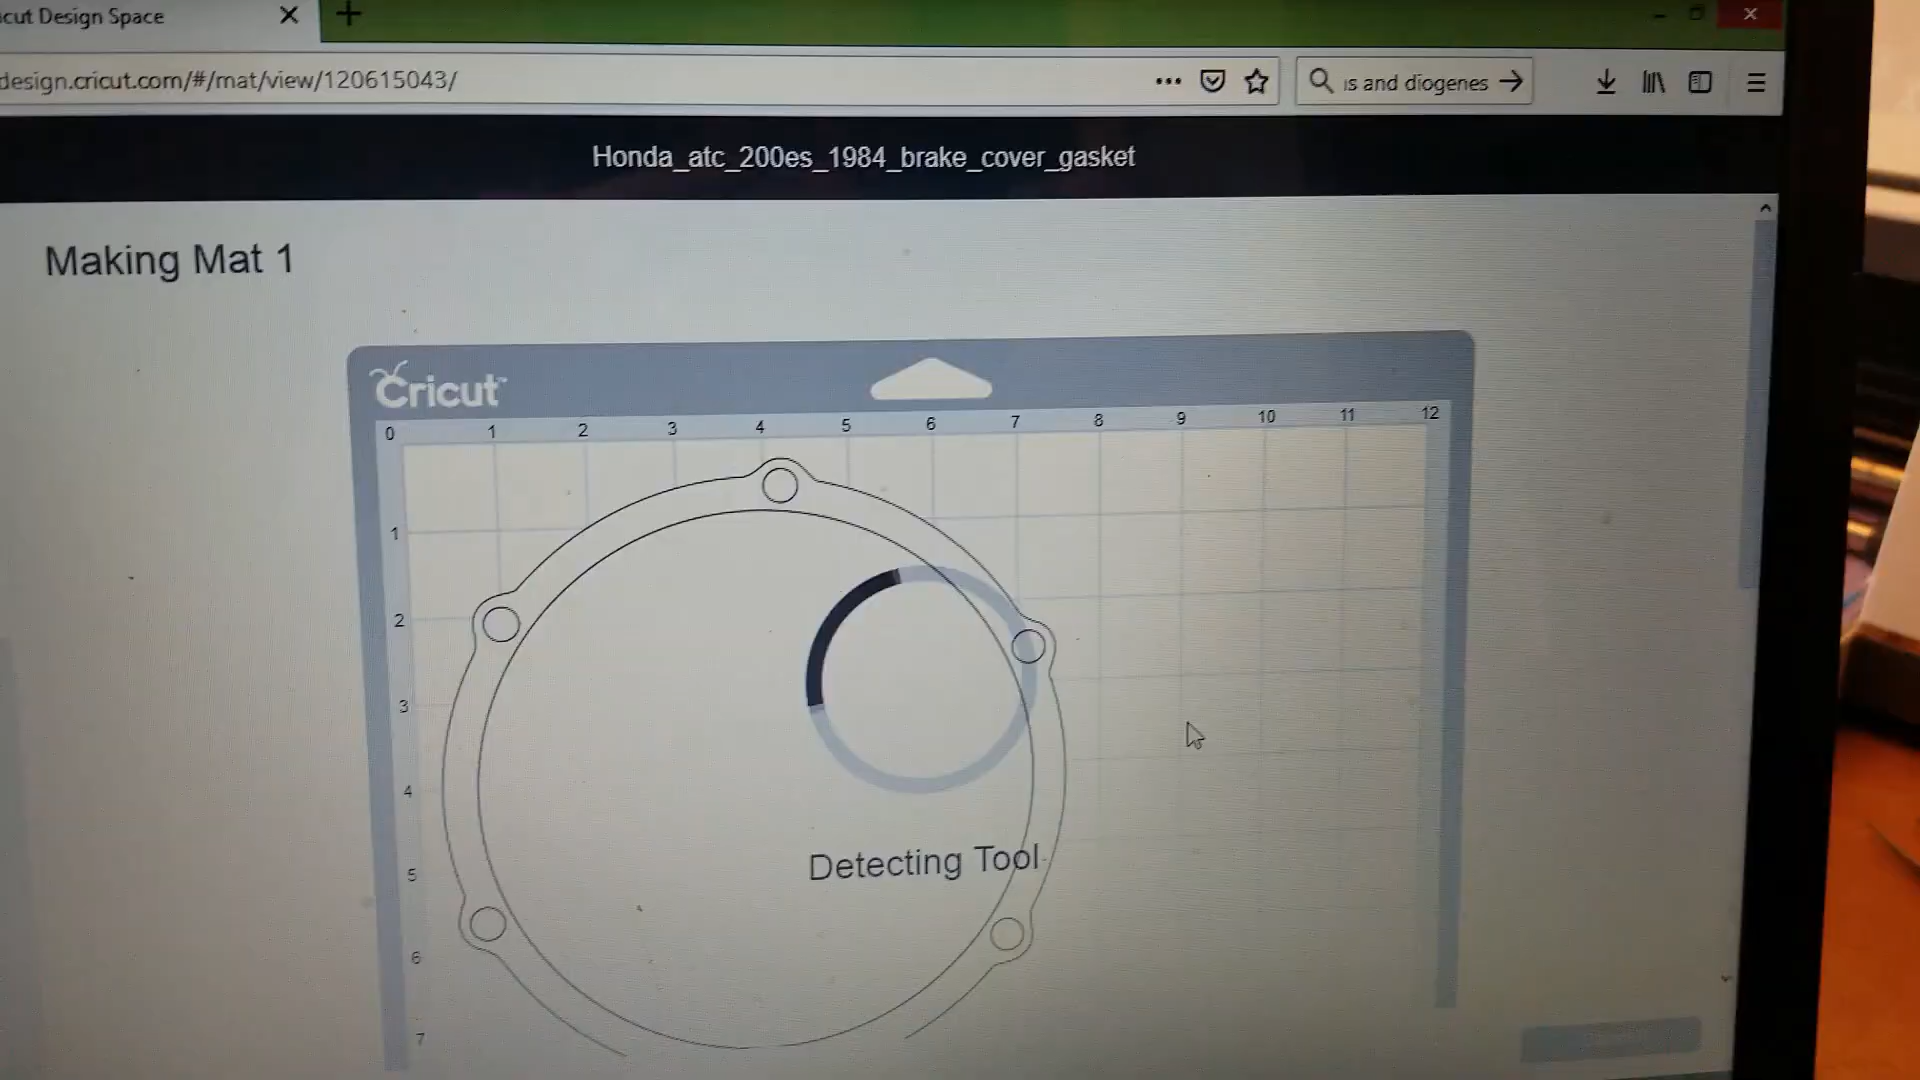 cut Design Space
design.cricut.com/#/mat/view/120615043/
is and diogenes
Honda_atc_200es_1984_brake_cover_gasket
Making Mat 1
Cricut
0 1 2 3 4 5 6 7 8 9 10 11 12
1
2
3
4
5
6
7
Detecting Tool